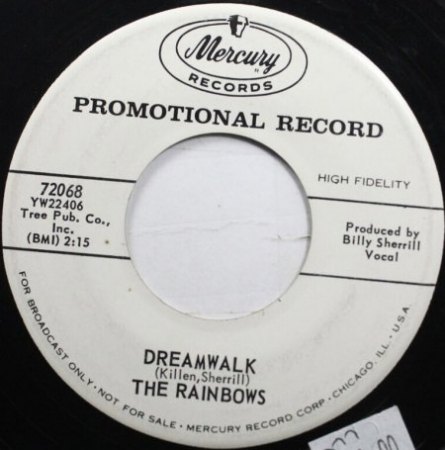 Mercury
RECORDS
PROMOTIONAL RECORD
HIGH FIDELITY
72068
YW22406
Tree Pub. Co.,
Inc.
(BMI) 2:15
Produced by
Billy Sherrill
Vocal
DREAMWALK
(Killen, Sherrill)
THE RAINBOWS
FOR BROADCAST ONLY • NOT FOR SALE • MERCURY RECORD CORP. • CHICAGO, ILL. • U.S.A.